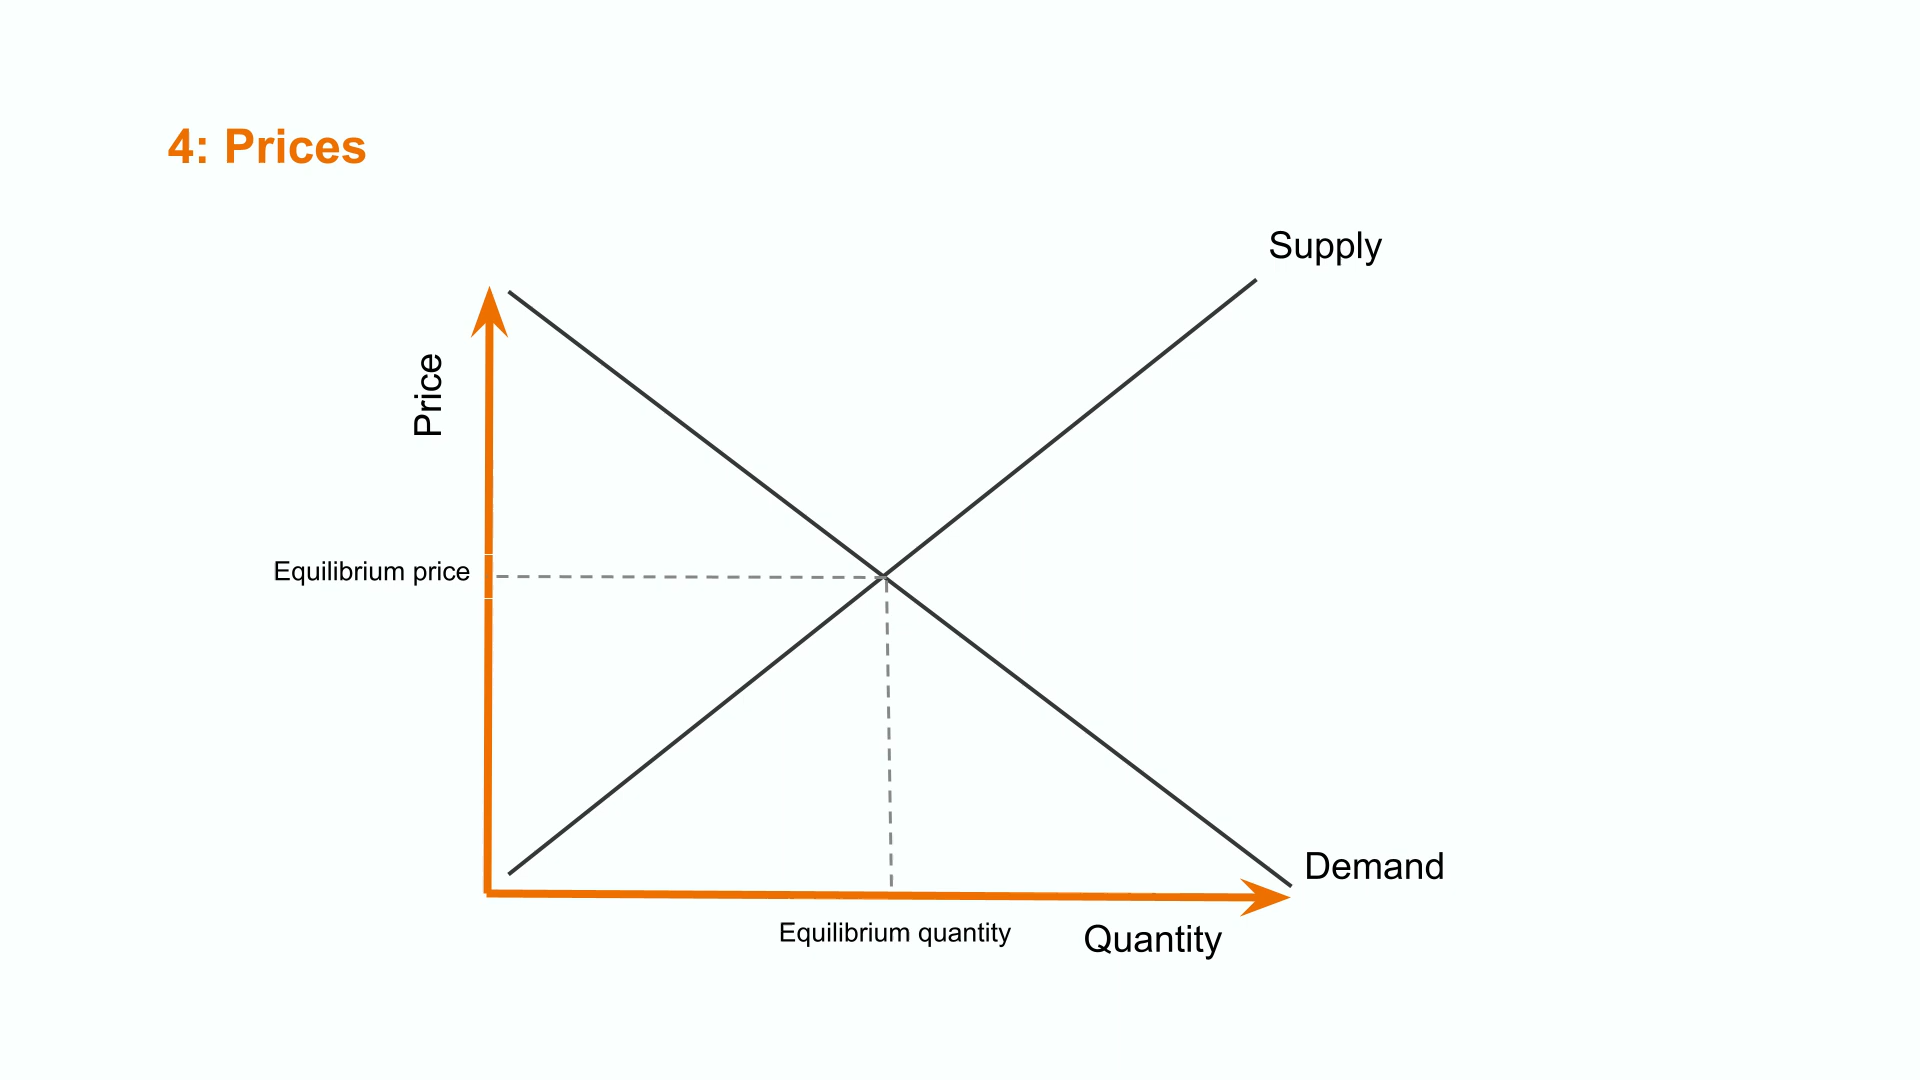 4: Prices
Supply
Price
Equilibrium price
Demand
Equilibrium quantity
Quantity